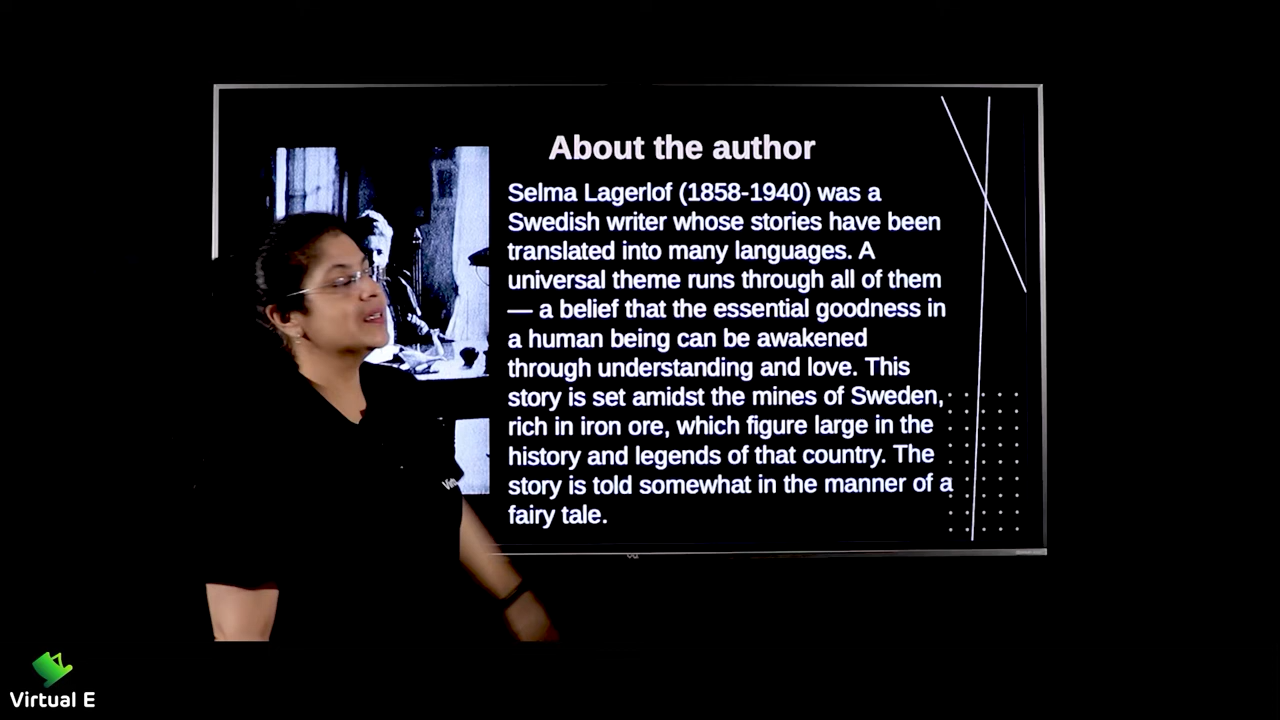 About the author
Selma Lagerlof (1858-1940) was a
Swedish writer whose stories have been
translated into many languages. A
universal theme runs through all of them
— a belief that the essential goodness in
a human being can be awakened
through understanding and love. This
story is set amidst the mines of Sweden,
rich in iron ore, which figure large in the
history and legends of that country. The
story is told somewhat in the manner of a
fairy tale.
Virtual E